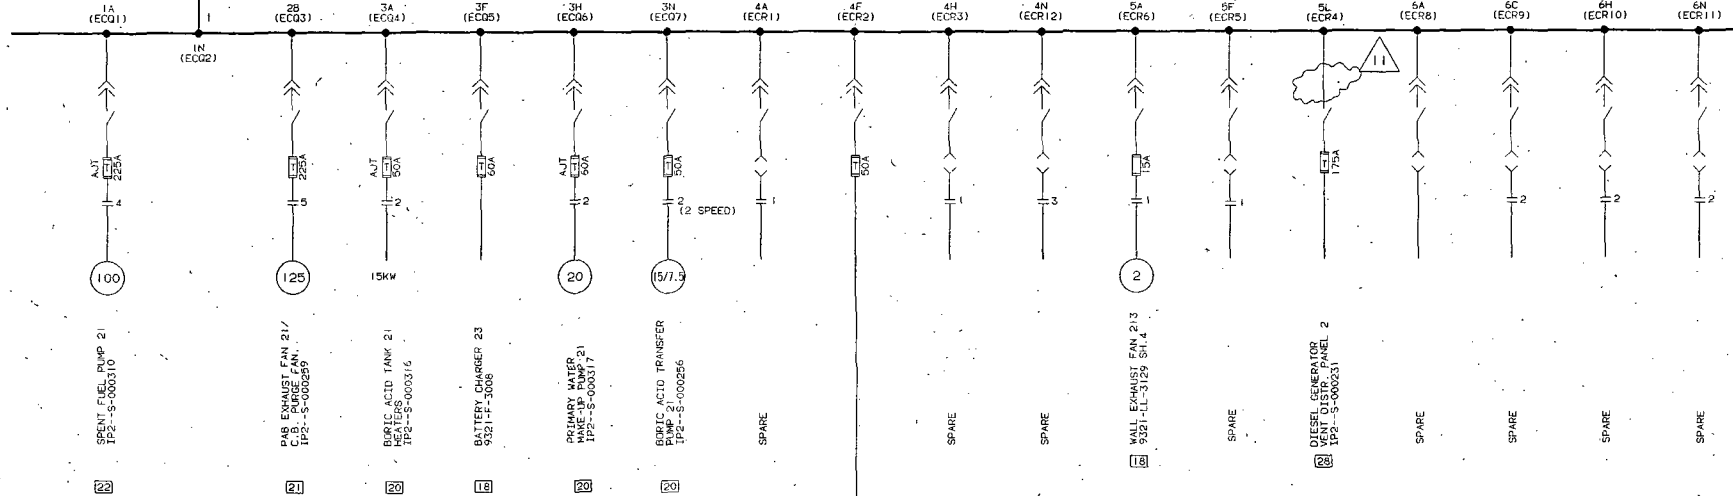 1A
(ECQ1)
1
1N
(ECQ2)
2B
(ECQ3)
3A
(ECQ4)
3F
(ECQ5)
3H
(ECQ6)
3N
(ECQ7)
4A
(ECR1)
4F
(ECR2)
4H
(ECR3)
4N
(ECR12)
5A
(ECR6)
5F
(ECR5)
5L
(ECR4)
6A
(ECR8)
6C
(ECR9)
6H
(ECR10)
6N
(ECR11)
11
AJT
T
225A
T
225A
AJT
T
50A
T
60A
AJT
T
60A
T
50A
T
50A
15A
T
175A
4
5
2
2
2
(2 SPEED)
1
1
3
1
1
2
2
2
100
125
15KW
20
15/7.5
2
SPENT FUEL PUMP 21
IP2--S-000310
22
PAB EXHAUST FAN 21/
C.B. PURGE FAN.
IP2--S-000259
21
BORIC ACID TANK 21
HEATERS
IP2--S-000316
20
BATTERY CHARGER 23
9321-F-3008
18
PRIMARY WATER
MAKE-UP PUMP 21
IP2--S-000317
20
BORIC ACID TRANSFER
PUMP 21
IP2--S-000256
20
SPARE
SPARE
SPARE
WALL EXHAUST FAN 213
9321-LL-3129 SH.4
18
SPARE
DIESEL GENERATOR
VENT DISTR. PANEL 2
IP2--S-000231
28
SPARE
SPARE
SPARE
SPARE